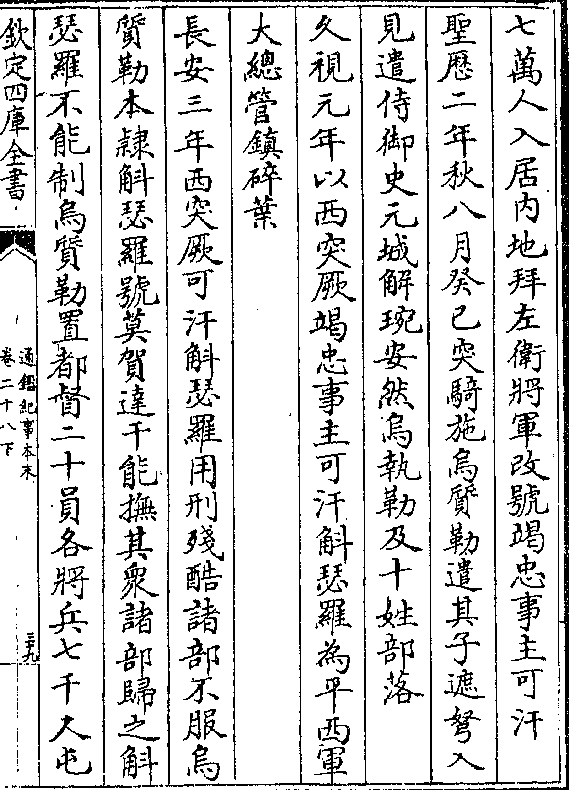 七萬人入居内地拜左衛將軍改號竭忠事主可汗
聖歴二年秋八月癸巳突騎施烏質勒遣其子遮弩入
見遣侍御史元城解琬安然烏執勒及十姓部落
久視元年以西突厥竭忠事主可汗斛瑟羅為平西軍
大總管鎮碎葉
長安三年西突厥可汗斛瑟羅用刑殘酷諸部不服烏
質勒本隷斛瑟羅號莫賀達干能撫其衆諸部歸之斛
瑟羅不能制烏質勒置都督二十員各將兵七千人屯
欽定四庫全書
通鑑紀事本末
卷二十八下
三九